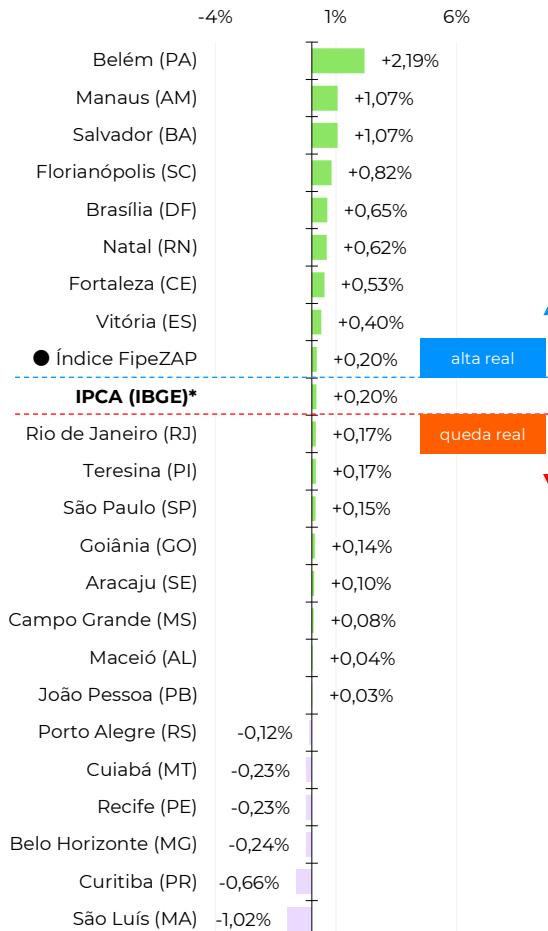 -4% 1% 6%
Belém (PA) +2,19%
Manaus (AM) +1,07%
Salvador (BA) +1,07%
Florianópolis (SC) +0,82%
Brasília (DF) +0,65%
Natal (RN) +0,62%
Fortaleza (CE) +0,53%
Vitória (ES) +0,40%
Índice FipeZAP +0,20% alta real
IPCA (IBGE)* +0,20%
Rio de Janeiro (RJ) +0,17% queda real
Teresina (PI) +0,17%
São Paulo (SP) +0,15%
Goiânia (GO) +0,14%
Aracaju (SE) +0,10%
Campo Grande (MS) +0,08%
Maceió (AL) +0,04%
João Pessoa (PB) +0,03%
Porto Alegre (RS) -0,12%
Cuiabá (MT) -0,23%
Recife (PE) -0,23%
Belo Horizonte (MG) -0,24%
Curitiba (PR) -0,66%
São Luís (MA) -1,02%